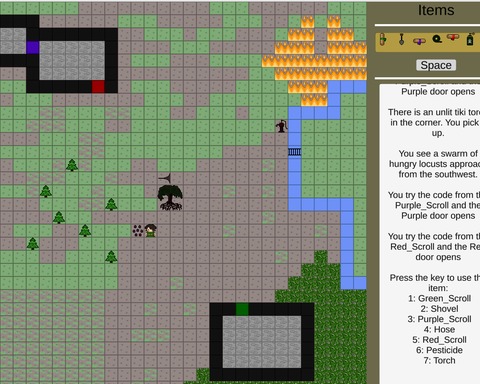 Items
Space
Purple door opens
There is an unlit tiki torc
in the corner. You pick
up.
You see a swarm of
hungry locusts approac
from the southwest.
You try the code from th
Purple_Scroll and the
Purple door opens
You try the code from th
Red_Scroll and the Re
door opens
Press the key to use th
item:
1: Green_Scroll
2: Shovel
3: Purple_Scroll
4: Hose
5: Red_Scroll
6: Pesticide
7: Torch